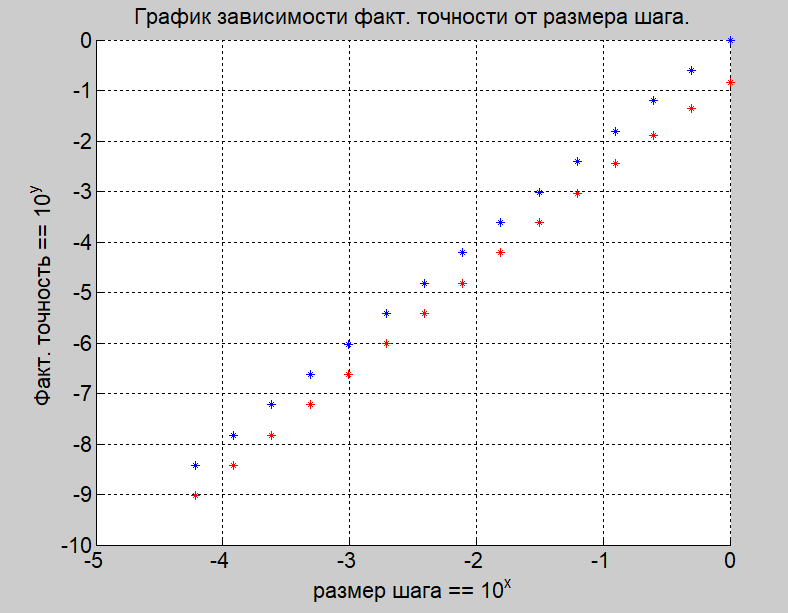 График зависимости факт. точности от размера шага.
0
-1
-2
-3
-4
-5
-6
-7
-8
-9
-10
Факт. точность == 10^y
-5 -4 -3 -2 -1 0
размер шага == 10^x